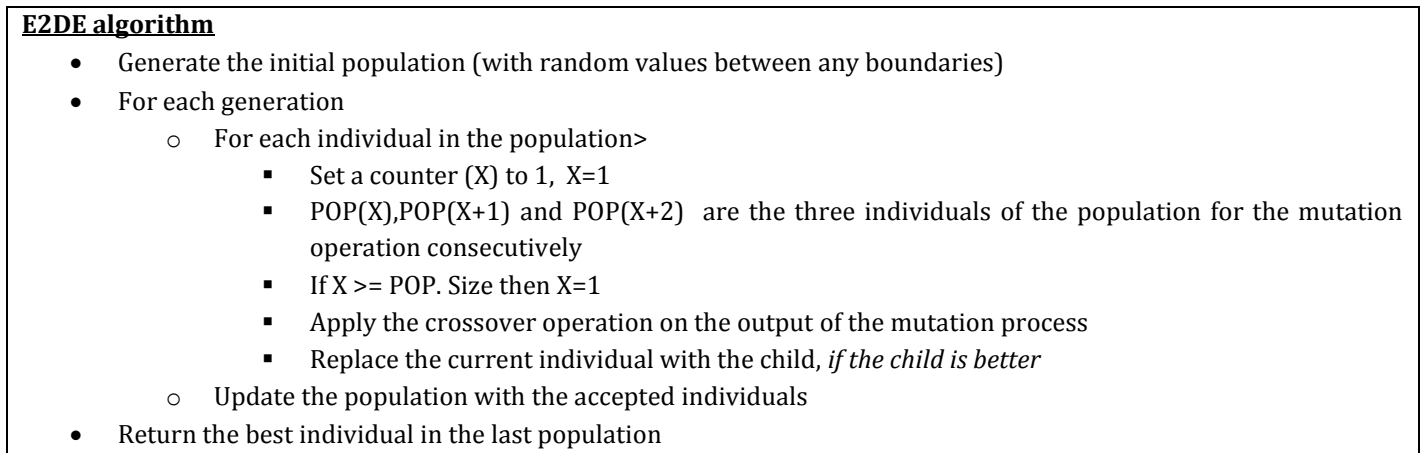 E2DE algorithm
• Generate the initial population (with random values between any boundaries)
• For each generation
o For each individual in the population>
▪ Set a counter (X) to 1, X=1
▪ POP(X),POP(X+1) and POP(X+2) are the three individuals of the population for the mutation
operation consecutively
▪ If X >= POP. Size then X=1
▪ Apply the crossover operation on the output of the mutation process
▪ Replace the current individual with the child, if the child is better
o Update the population with the accepted individuals
• Return the best individual in the last population